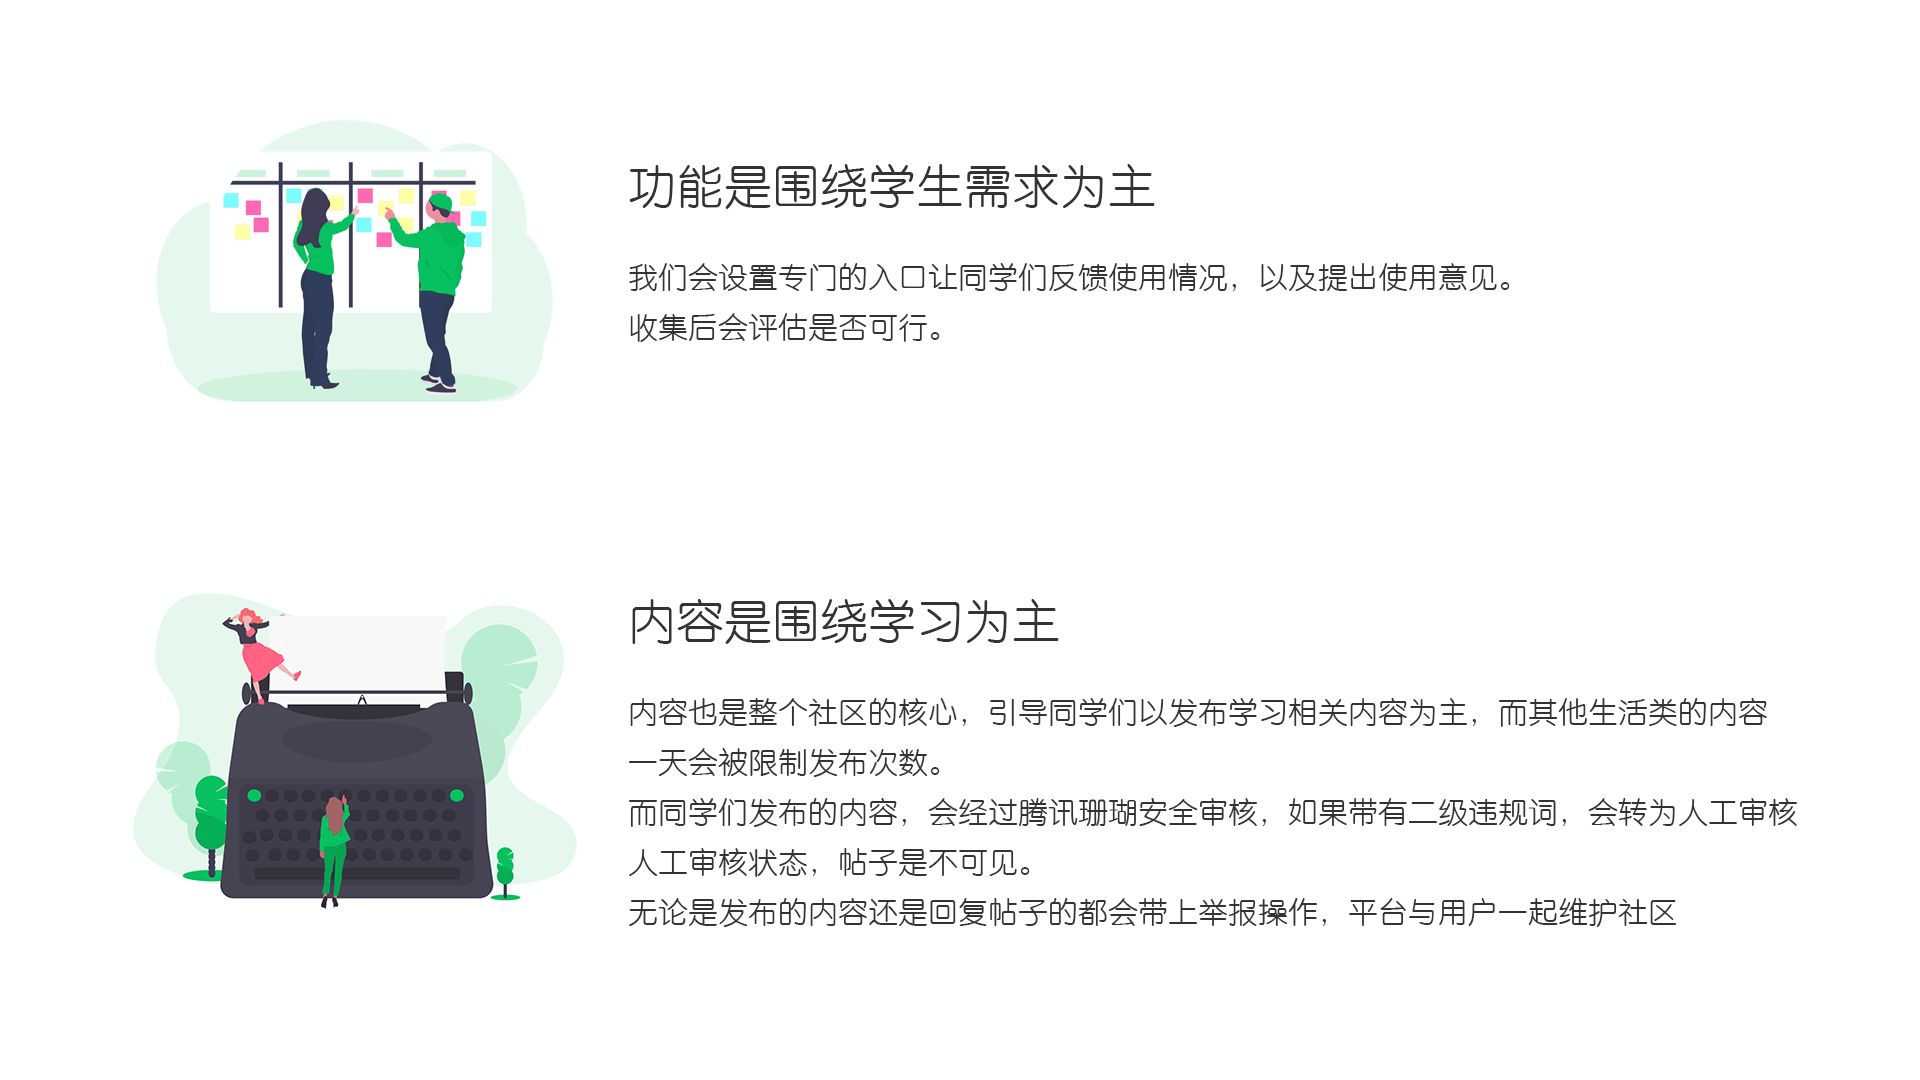 功能是围绕学生需求为主
我们会设置专门的入口让同学们反馈使用情况，以及提出使用意见。
收集后会评估是否可行。
内容是围绕学习为主
内容也是整个社区的核心，引导同学们以发布学习相关内容为主，而其他生活类的内容
一天会被限制发布次数。
而同学们发布的内容，会经过腾讯珊瑚安全审核，如果带有二级违规词，会转为人工审核
人工审核状态，帖子是不可见。
无论是发布的内容还是回复帖子的都会带上举报操作，平台与用户一起维护社区